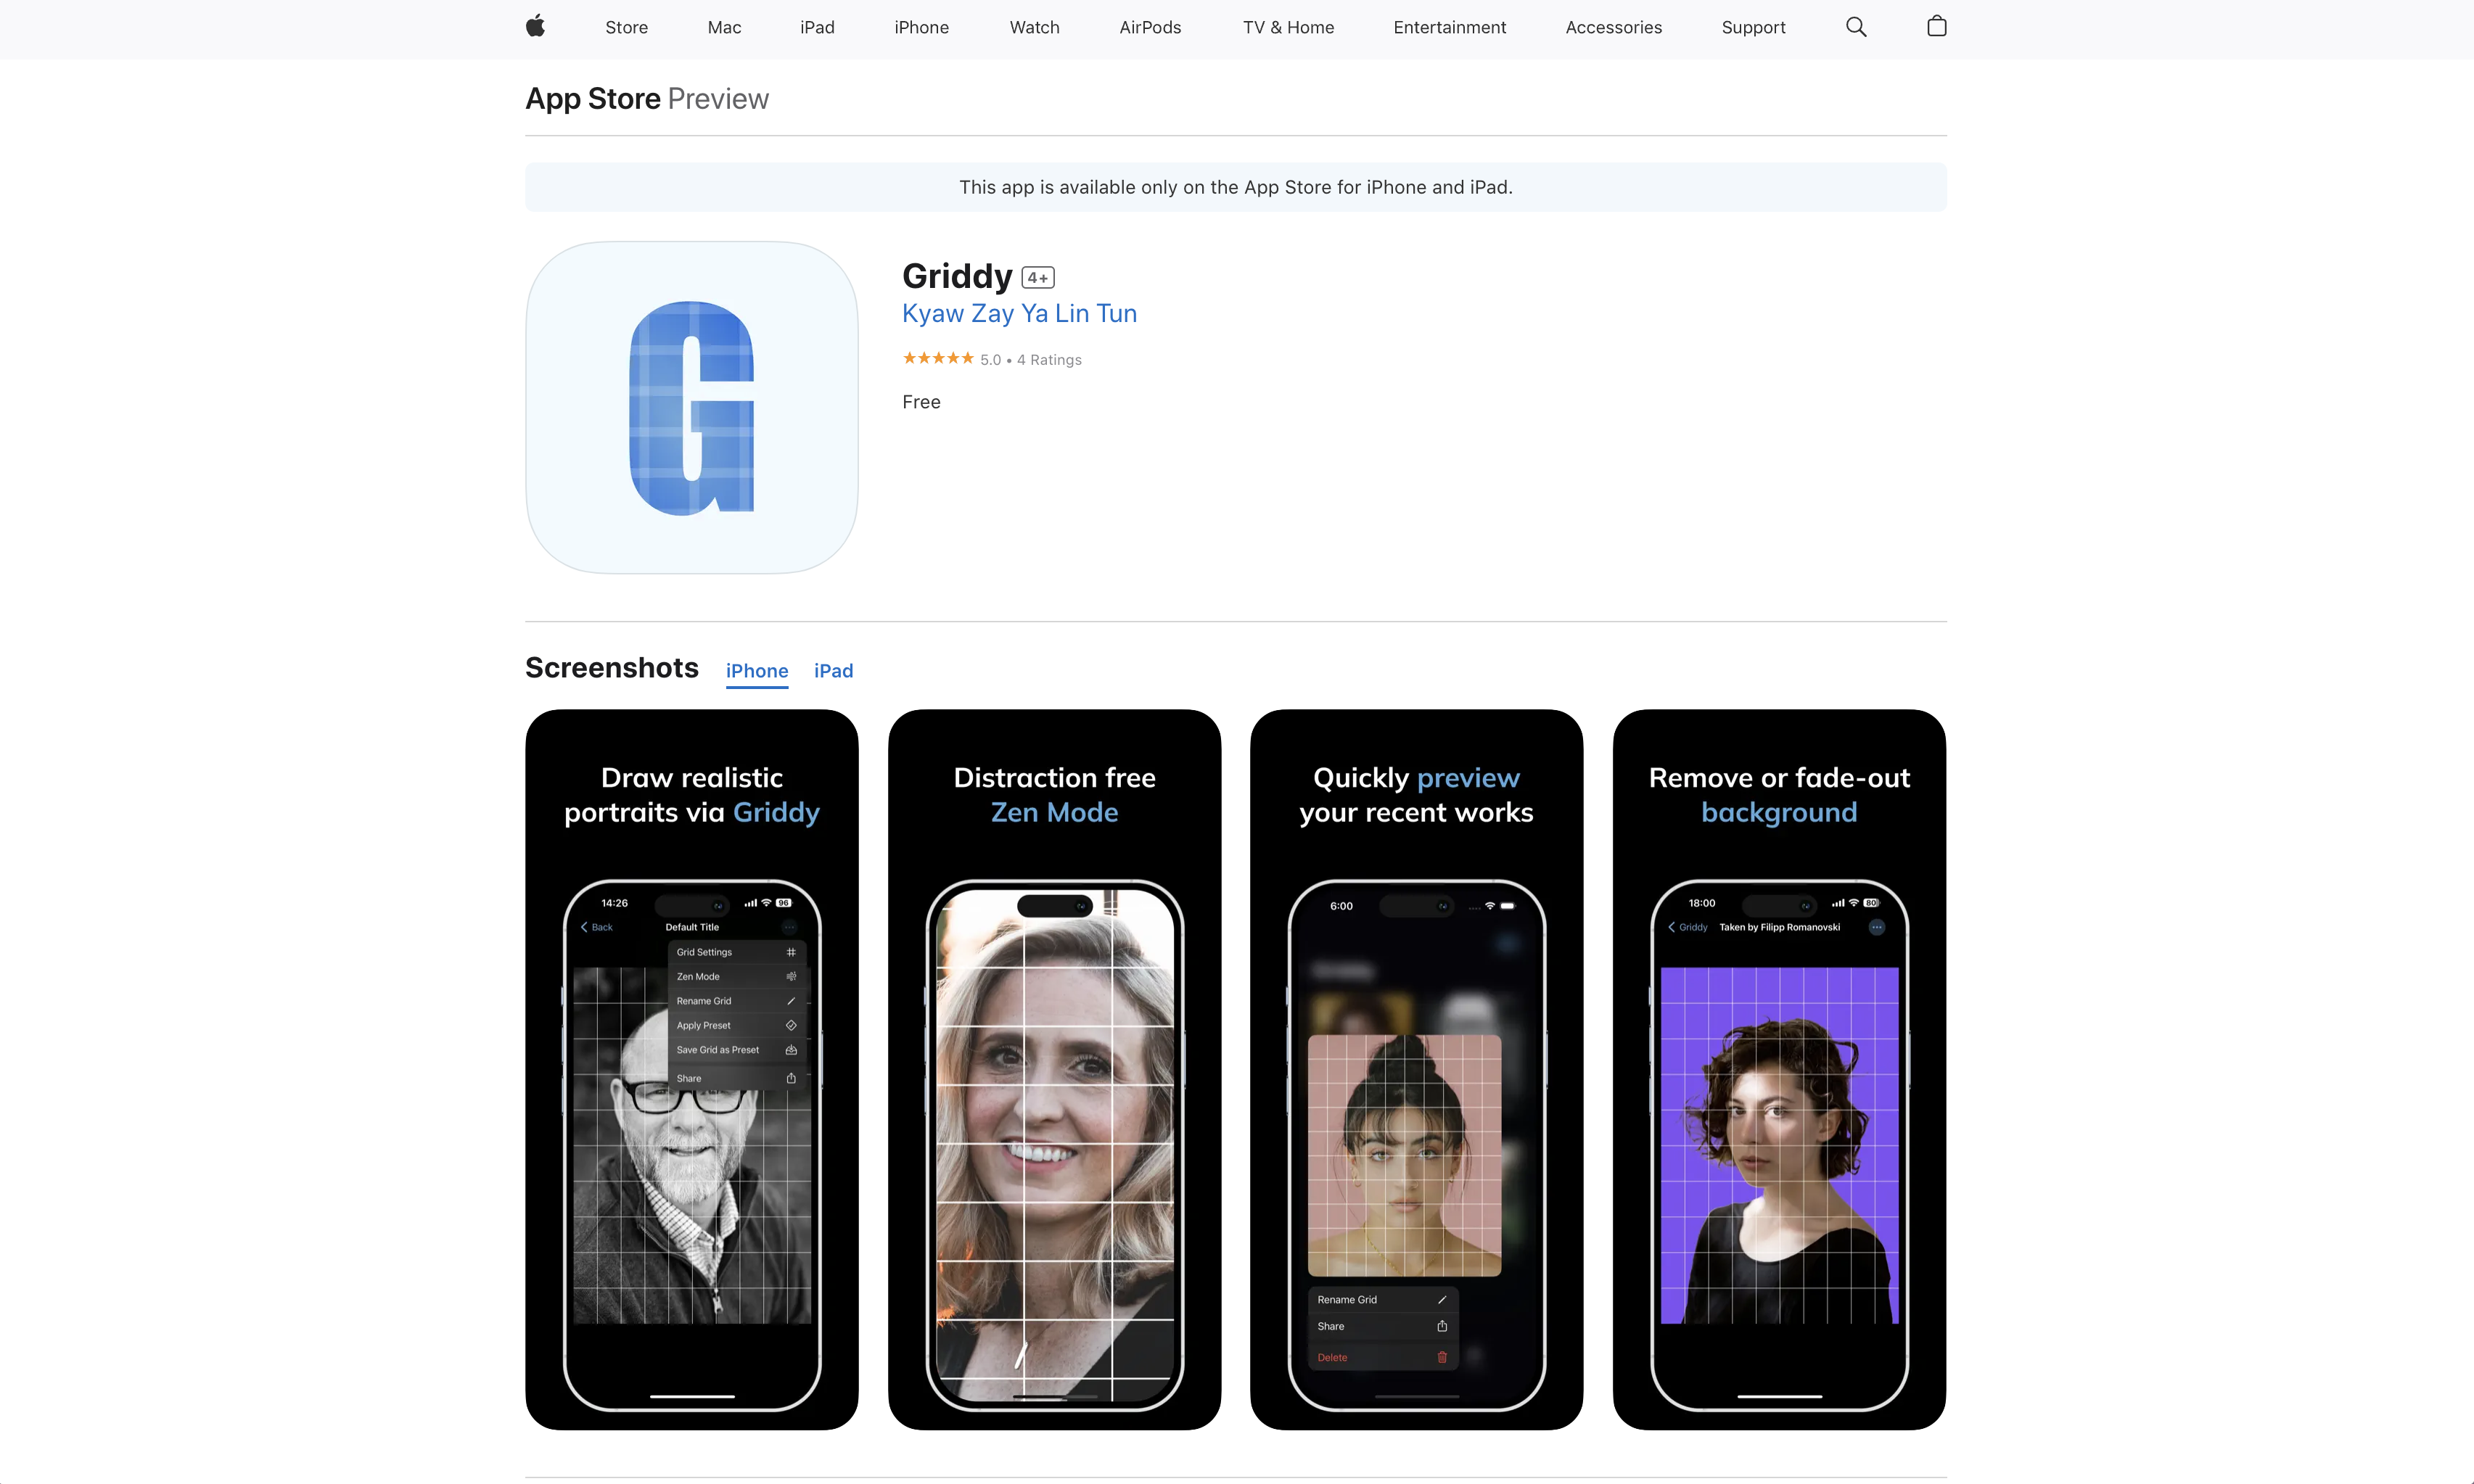 Store Mac iPad iPhone Watch AirPods TV & Home Entertainment Accessories Support
App Store Preview
This app is available only on the App Store for iPhone and iPad.
G
Griddy 4+
Kyaw Zay Ya Lin Tun
★★★★★ 5.0 • 4 Ratings
Free
Screenshots iPhone iPad
Draw realistic
portraits via Griddy
14:26 96
Back Default Title
Grid Settings
Zen Mode
Rename Grid
Apply Preset
Save Grid as Preset
Share
Distraction free
Zen Mode
Quickly preview
your recent works
6:00
Rename Grid
Share
Delete
Remove or fade-out
background
18:00 80
Griddy Taken by Filipp Romanovski